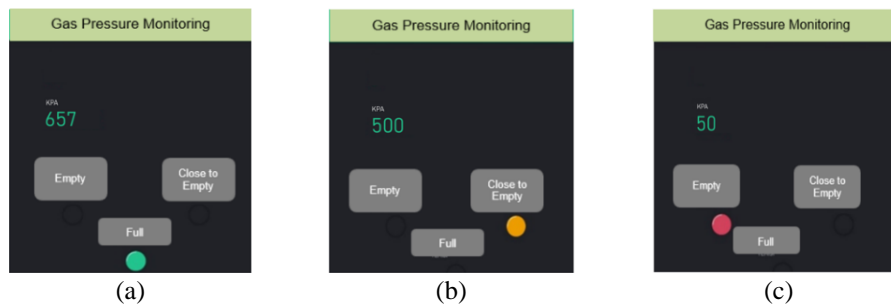 Gas Pressure Monitoring
KPA
657
Empty
Close to
Empty
Full
(a)
Gas Pressure Monitoring
KPA
500
Empty
Close to
Empty
Full
(b)
Gas Pressure Monitoring
KPA
50
Empty
Close to
Empty
Full
(c)